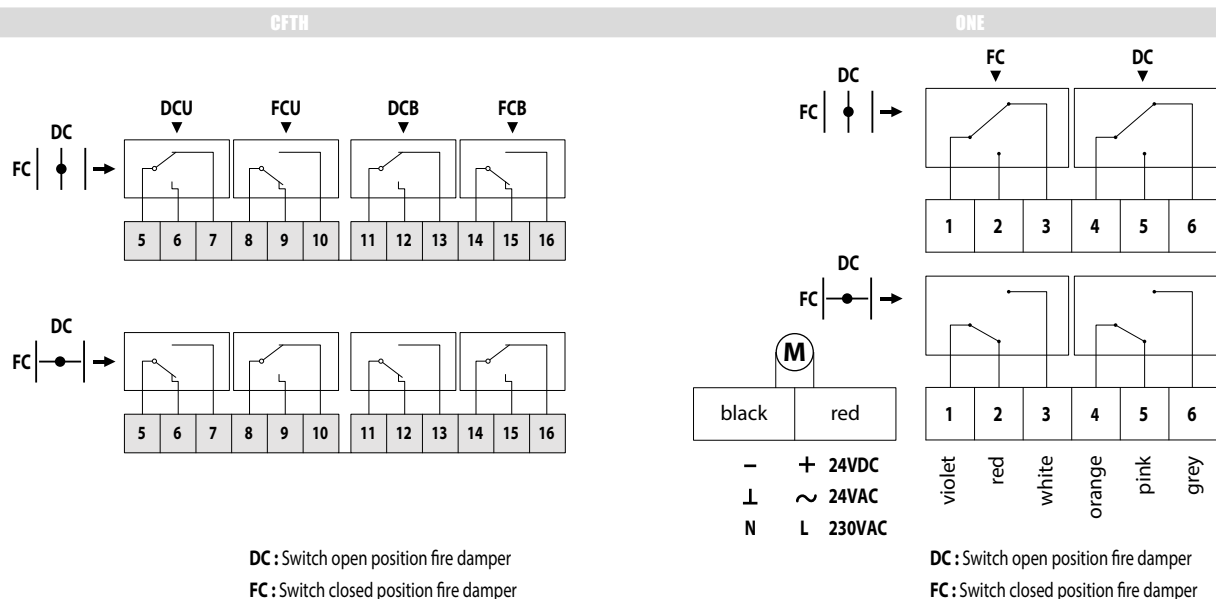 CFTH
DC
FC
DCU FCU DCB FCB
5 6 7 8 9 10 11 12 13 14 15 16
DC
FC
5 6 7 8 9 10 11 12 13 14 15 16
DC : Switch open position fire damper
FC : Switch closed position fire damper
ONE
DC
FC
FC DC
1 2 3 4 5 6
DC
FC
M
black red
− + 24VDC
⊥ ~ 24VAC
N L 230VAC
1 2 3 4 5 6
violet red white orange pink grey
DC : Switch open position fire damper
FC : Switch closed position fire damper